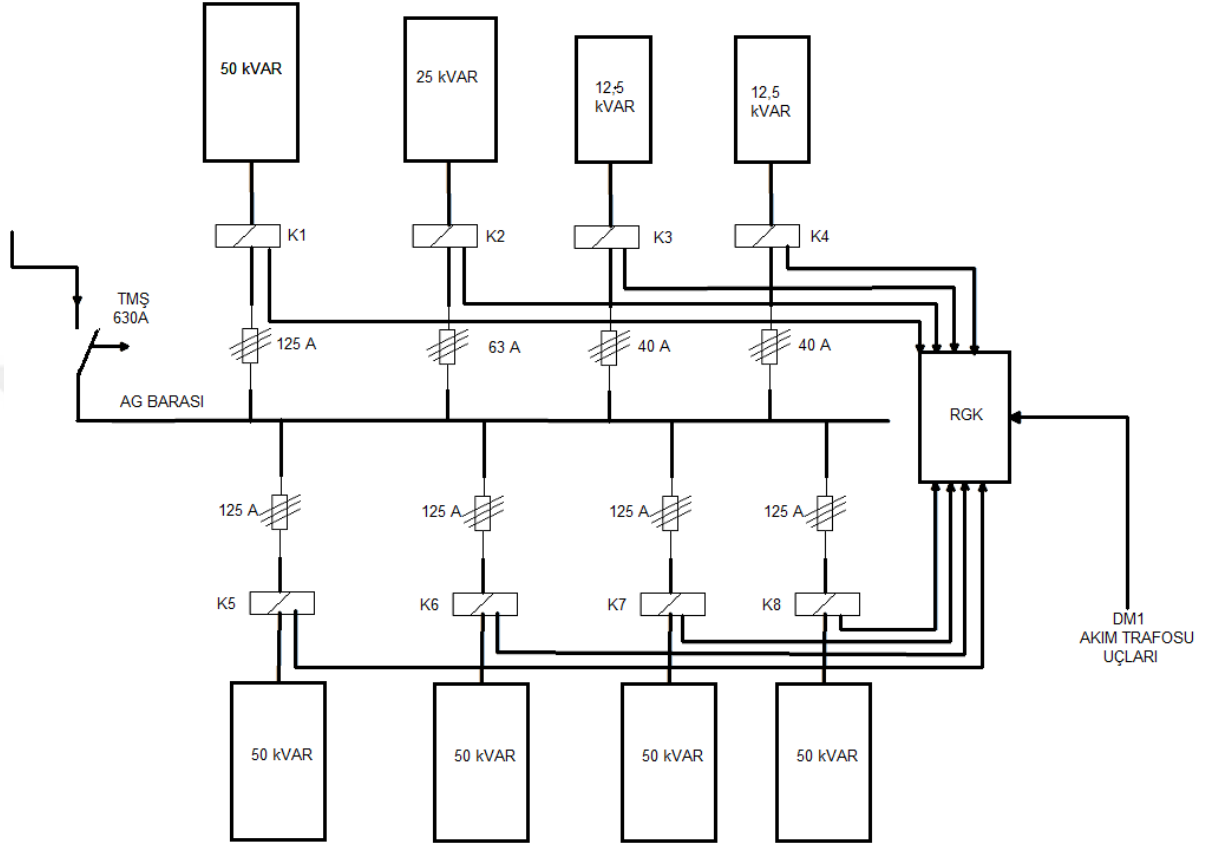 50 kVAR
25 kVAR
12,5
kVAR
12,5
kVAR
K1
K2
K3
K4
TMŞ
630A
125 A
63 A
40 A
40 A
AG BARASI
RGK
125 A
125 A
125 A
125 A
K5
K6
K7
K8
DM1
AKIM TRAFOSU
UÇLARI
50 kVAR
50 kVAR
50 kVAR
50 kVAR